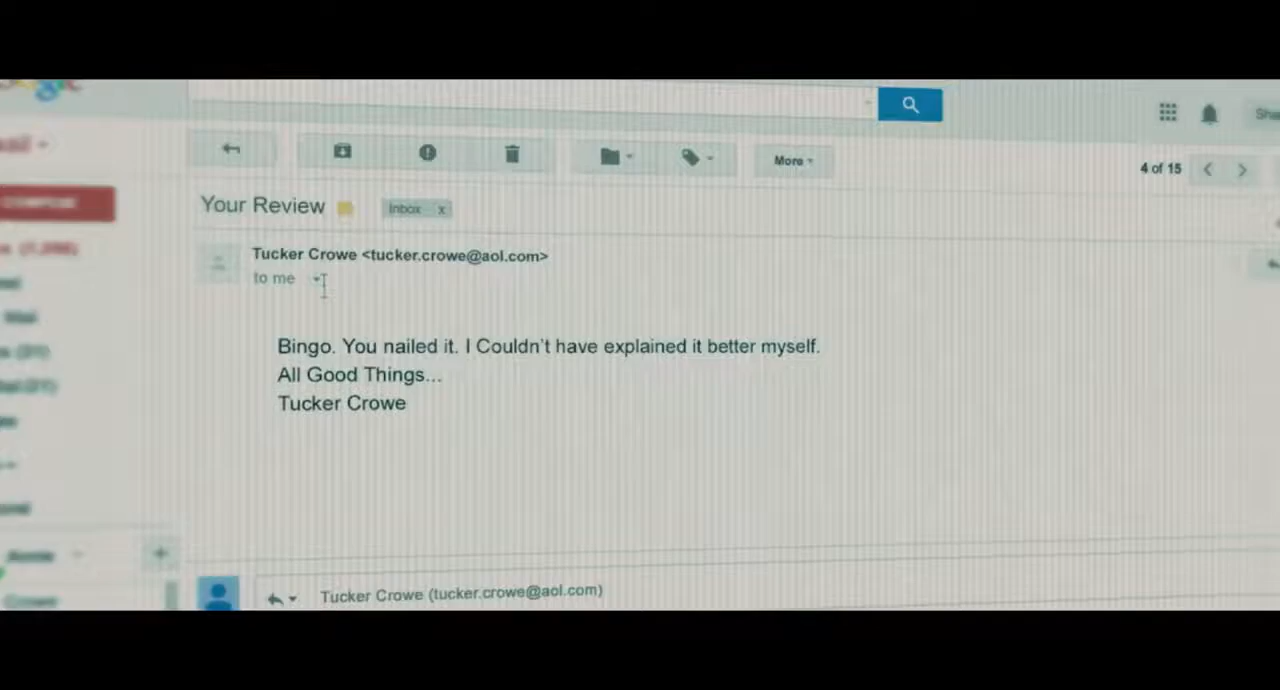 More
4 of 15
Your Review
Inbox x
Tucker Crowe <tucker.crowe@aol.com>
to me
Bingo. You nailed it. I Couldn't have explained it better myself.
All Good Things...
Tucker Crowe
Tucker Crowe (tucker.crowe@aol.com)